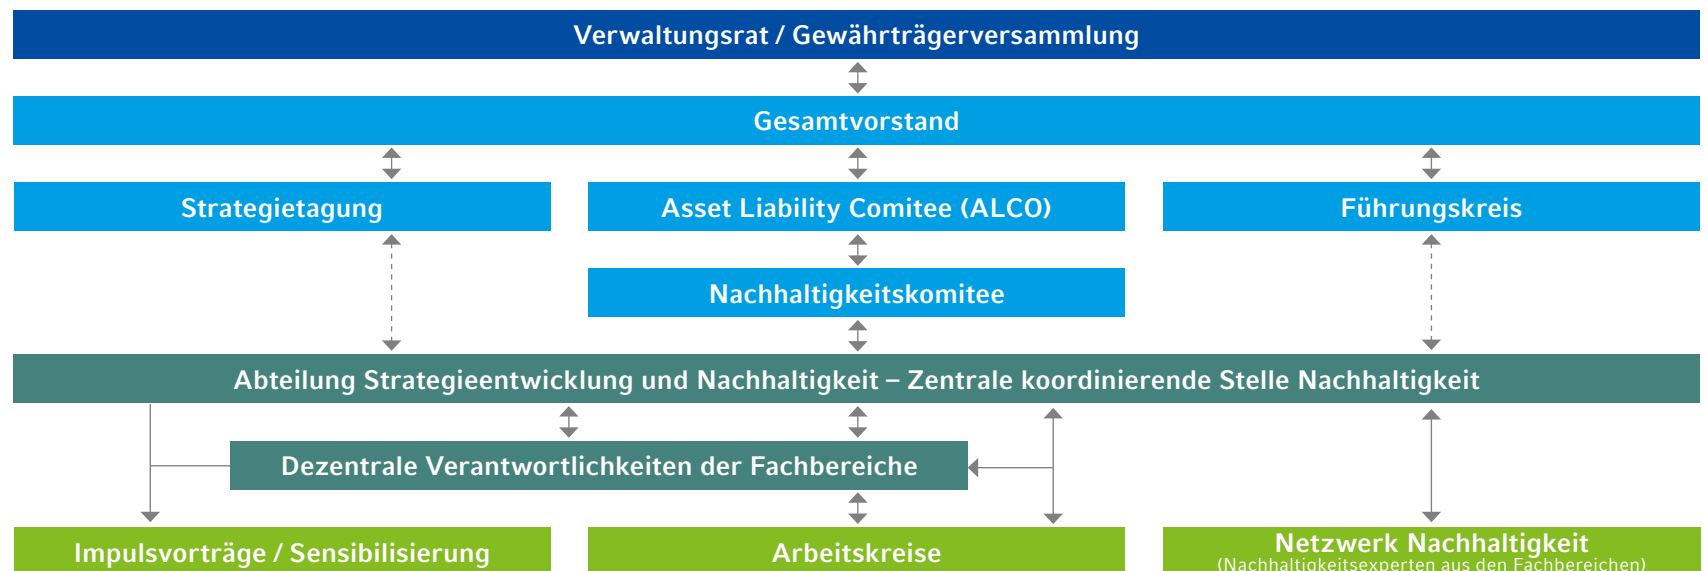 Verwaltungsrat / Gewährträgerversammlung
Gesamtvorstand
Strategietagung
Asset Liability Comitee (ALCO)
Führungskreis
Nachhaltigkeitskomitee
Abteilung Strategieentwicklung und Nachhaltigkeit – Zentrale koordinierende Stelle Nachhaltigkeit
Dezentrale Verantwortlichkeiten der Fachbereiche
Impulsvorträge / Sensibilisierung
Arbeitskreise
Netzwerk Nachhaltigkeit
(Nachhaltigkeitsexperten aus den Fachbereichen)